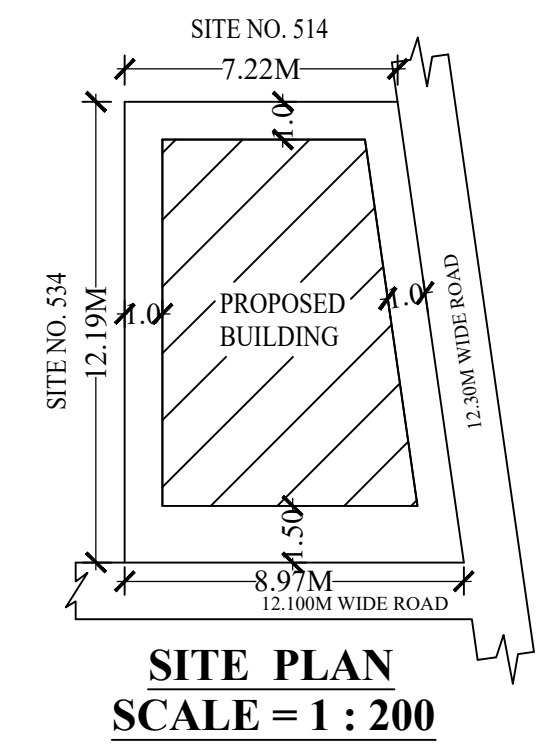 SITE NO. 514
7.22M
1.0
SITE NO. 534
12.19M
1.0
PROPOSED
BUILDING
1.0
12.30M WIDE ROAD
1.50
8.97M
12.100M WIDE ROAD
SITE PLAN
SCALE = 1 : 200